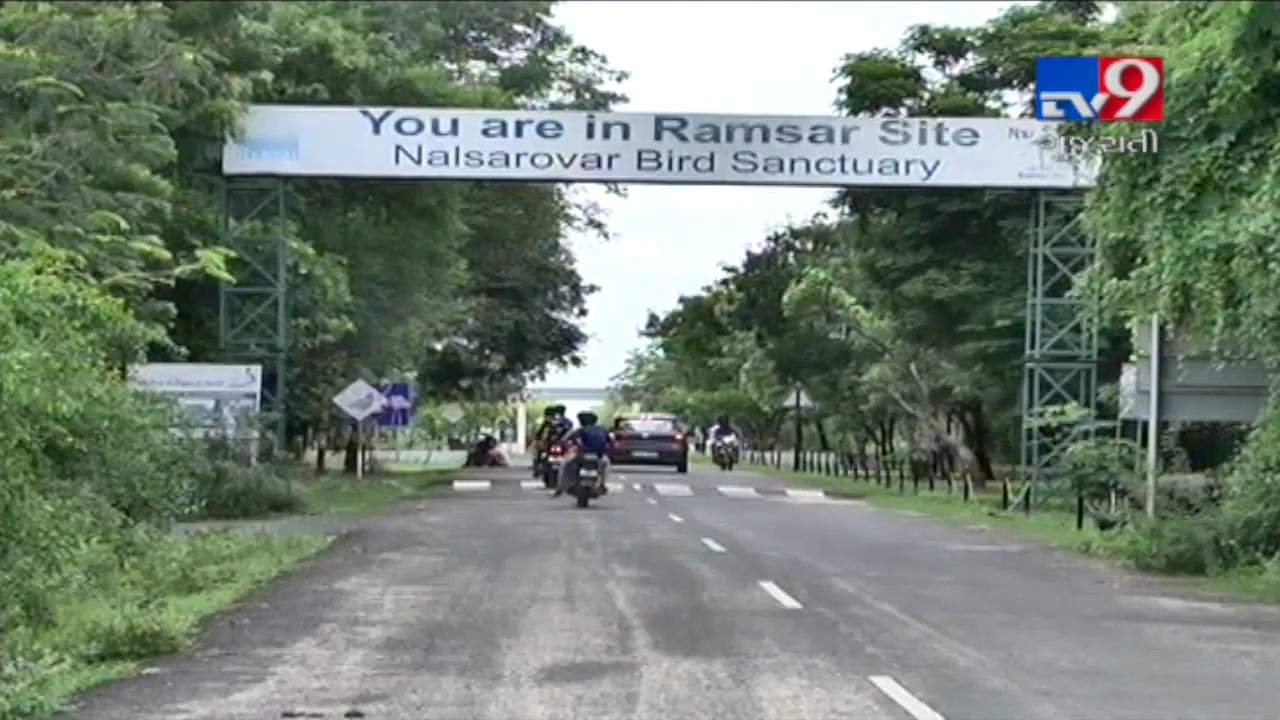 You are in Ramsar Site
Nalsarovar Bird Sanctuary
TV9
ગુજરાતી